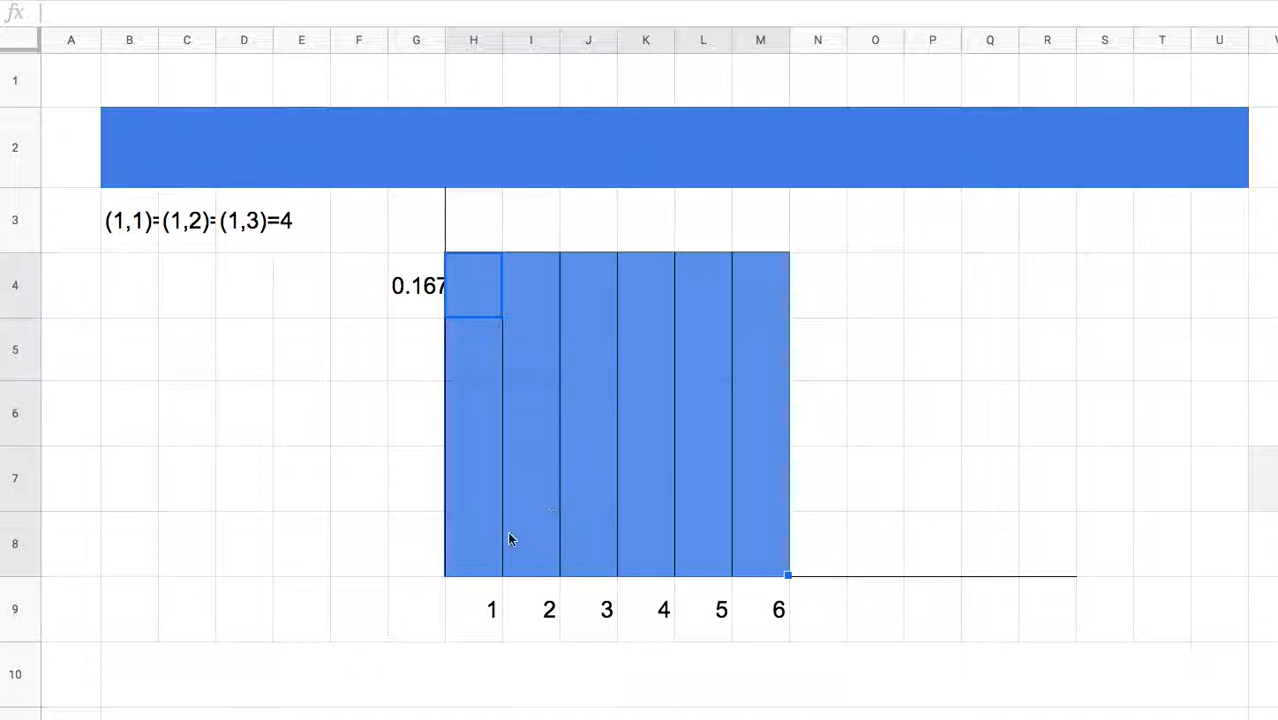 fx
A B C D E F G H I J K L M N O P Q R S T U
1
2
3 (1,1)= (1,2)= (1,3)=4
4 0.167
5
6
7
8
9 1 2 3 4 5 6
10